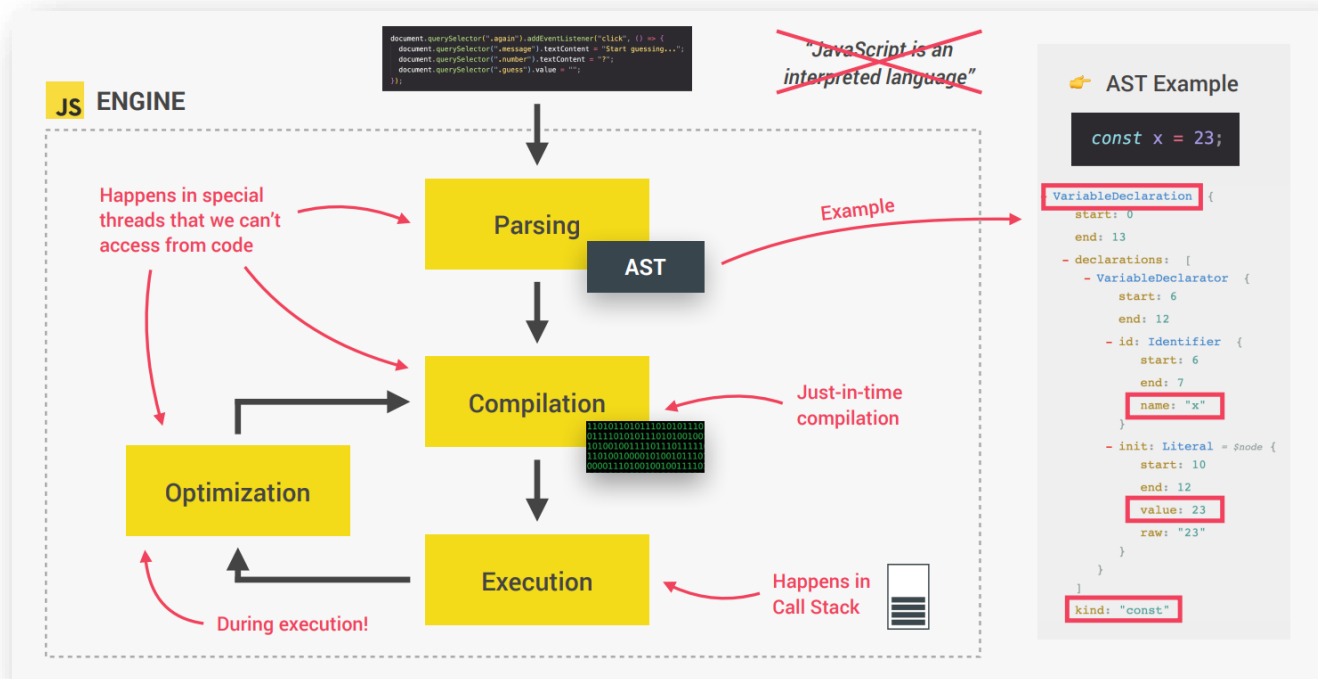 document.querySelector(".again").addEventListener("click", () => {
document.querySelector(".message").textContent = "Start guessing...";
document.querySelector(".number").textContent = "?";
document.querySelector(".guess").value = "";
});
"JavaScript is an
interpreted language"
JS ENGINE
Happens in special
threads that we can't
access from code
Parsing
AST
Example
Compilation
11010110101110101011110
Just-in-time
compilation
Optimization
Execution
Happens in
Call Stack
During execution!
👉 AST Example
const x = 23;
- VariableDeclaration {
start: 0
end: 13
- declarations: [
- VariableDeclarator {
start: 6
end: 12
- id: Identifier {
start: 6
end: 7
name: "x"
}
- init: Literal = $node {
start: 10
end: 12
value: 23
raw: "23"
}
}
]
kind: "const"